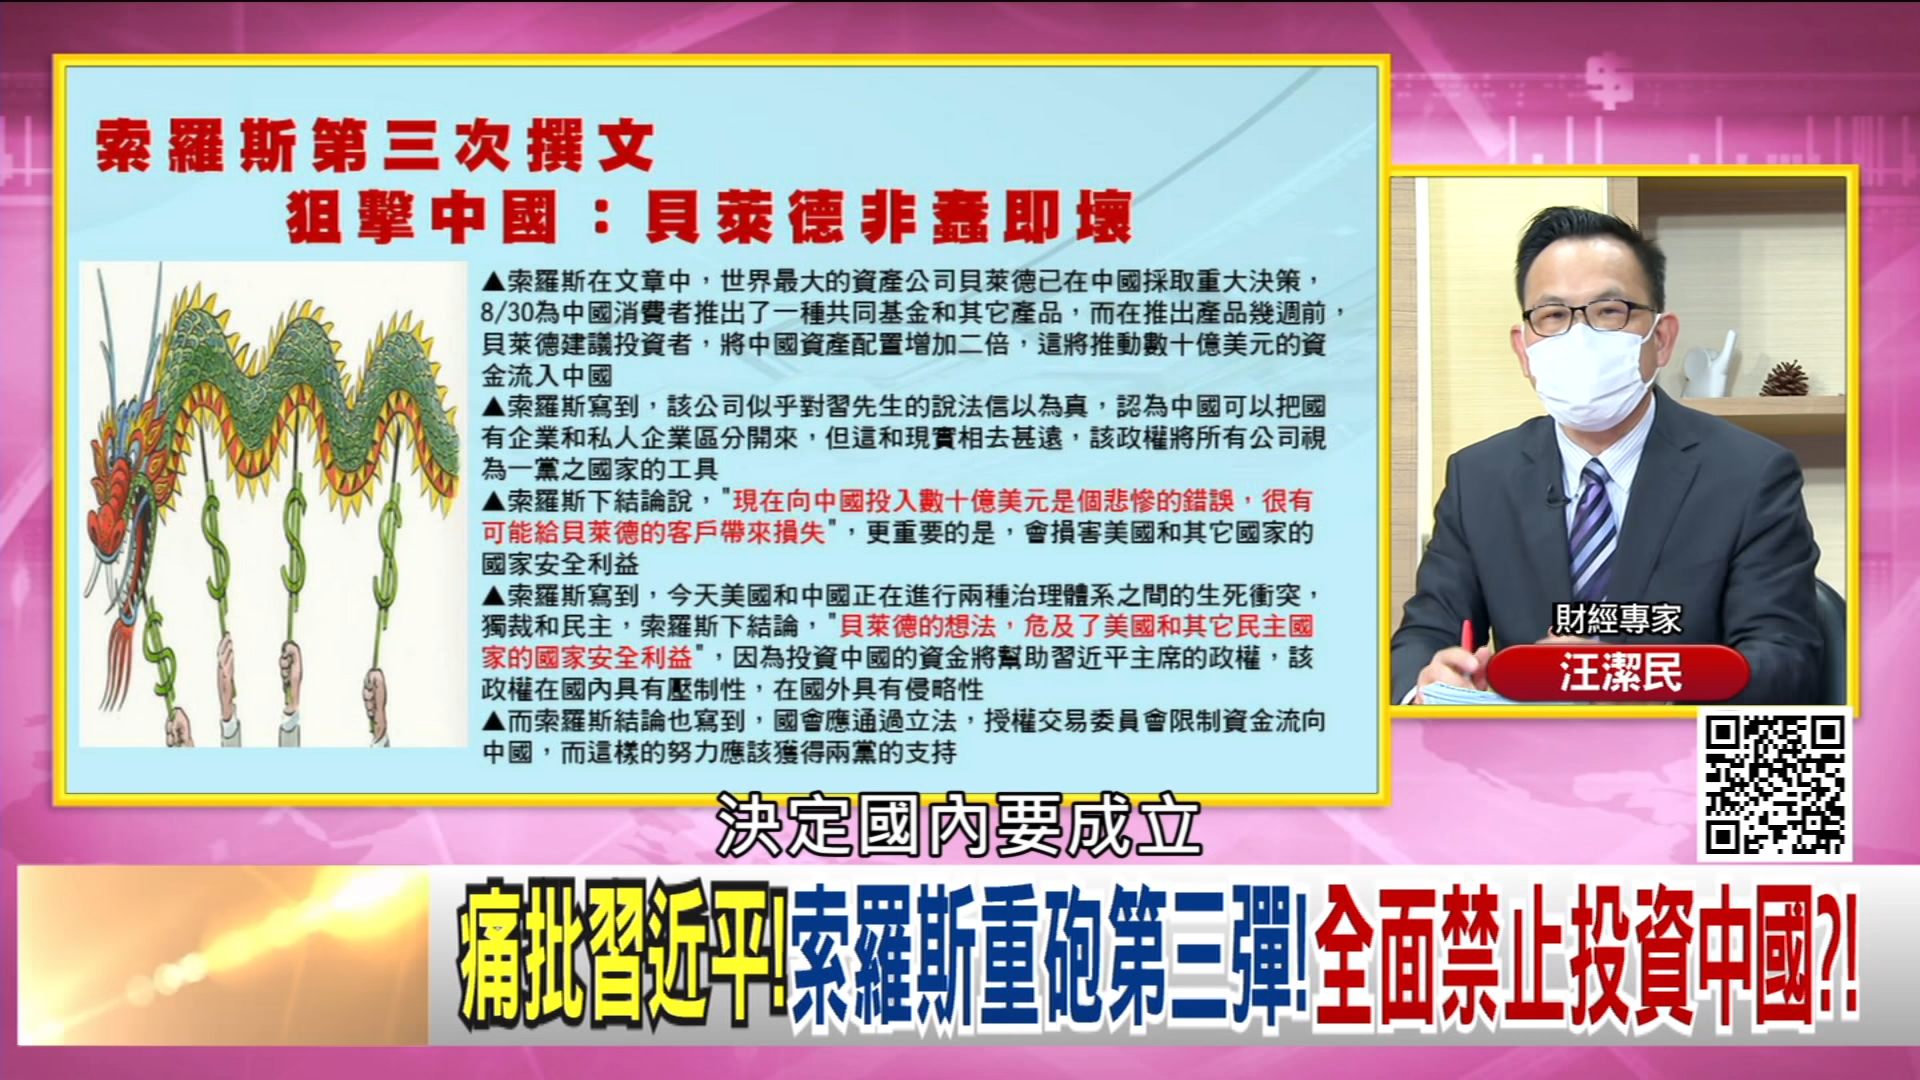 索羅斯第三次撰文
狙擊中國：貝萊德非蠢即壞
▲索羅斯在文章中，世界最大的資產公司貝萊德已在中國採取重大決策，
8/30為中國消費者推出了一種共同基金和其它產品，而在推出產品幾週前，
貝萊德建議投資者，將中國資產配置增加二倍，這將推動數十億美元的資
金流入中國
▲索羅斯寫到，該公司似乎對習先生的說法信以為真，認為中國可以把國
有企業和私人企業區分開來，但這和現實相去甚遠，該政權將所有公司視
為一黨之國家的工具
▲索羅斯下結論說，"現在向中國投入數十億美元是個悲慘的錯誤，很有
可能給貝萊德的客戶帶來損失"，更重要的是，會損害美國和其它國家的
國家安全利益
▲索羅斯寫到，今天美國和中國正在進行兩種治理體系之間的生死衝突，
獨裁和民主，索羅斯下結論，"貝萊德的想法，危及了美國和其它民主國
家的國家安全利益"，因為投資中國的資金將幫助習近平主席的政權，該
政權在國內具有壓制性，在國外具有侵略性
▲而索羅斯結論也寫到，國會應通過立法，授權交易委員會限制資金流向
中國，而這樣的努力應該獲得兩黨的支持
財經專家
汪潔民
決定國內要成立
痛批習近平!索羅斯重砲第三彈!全面禁止投資中國?!